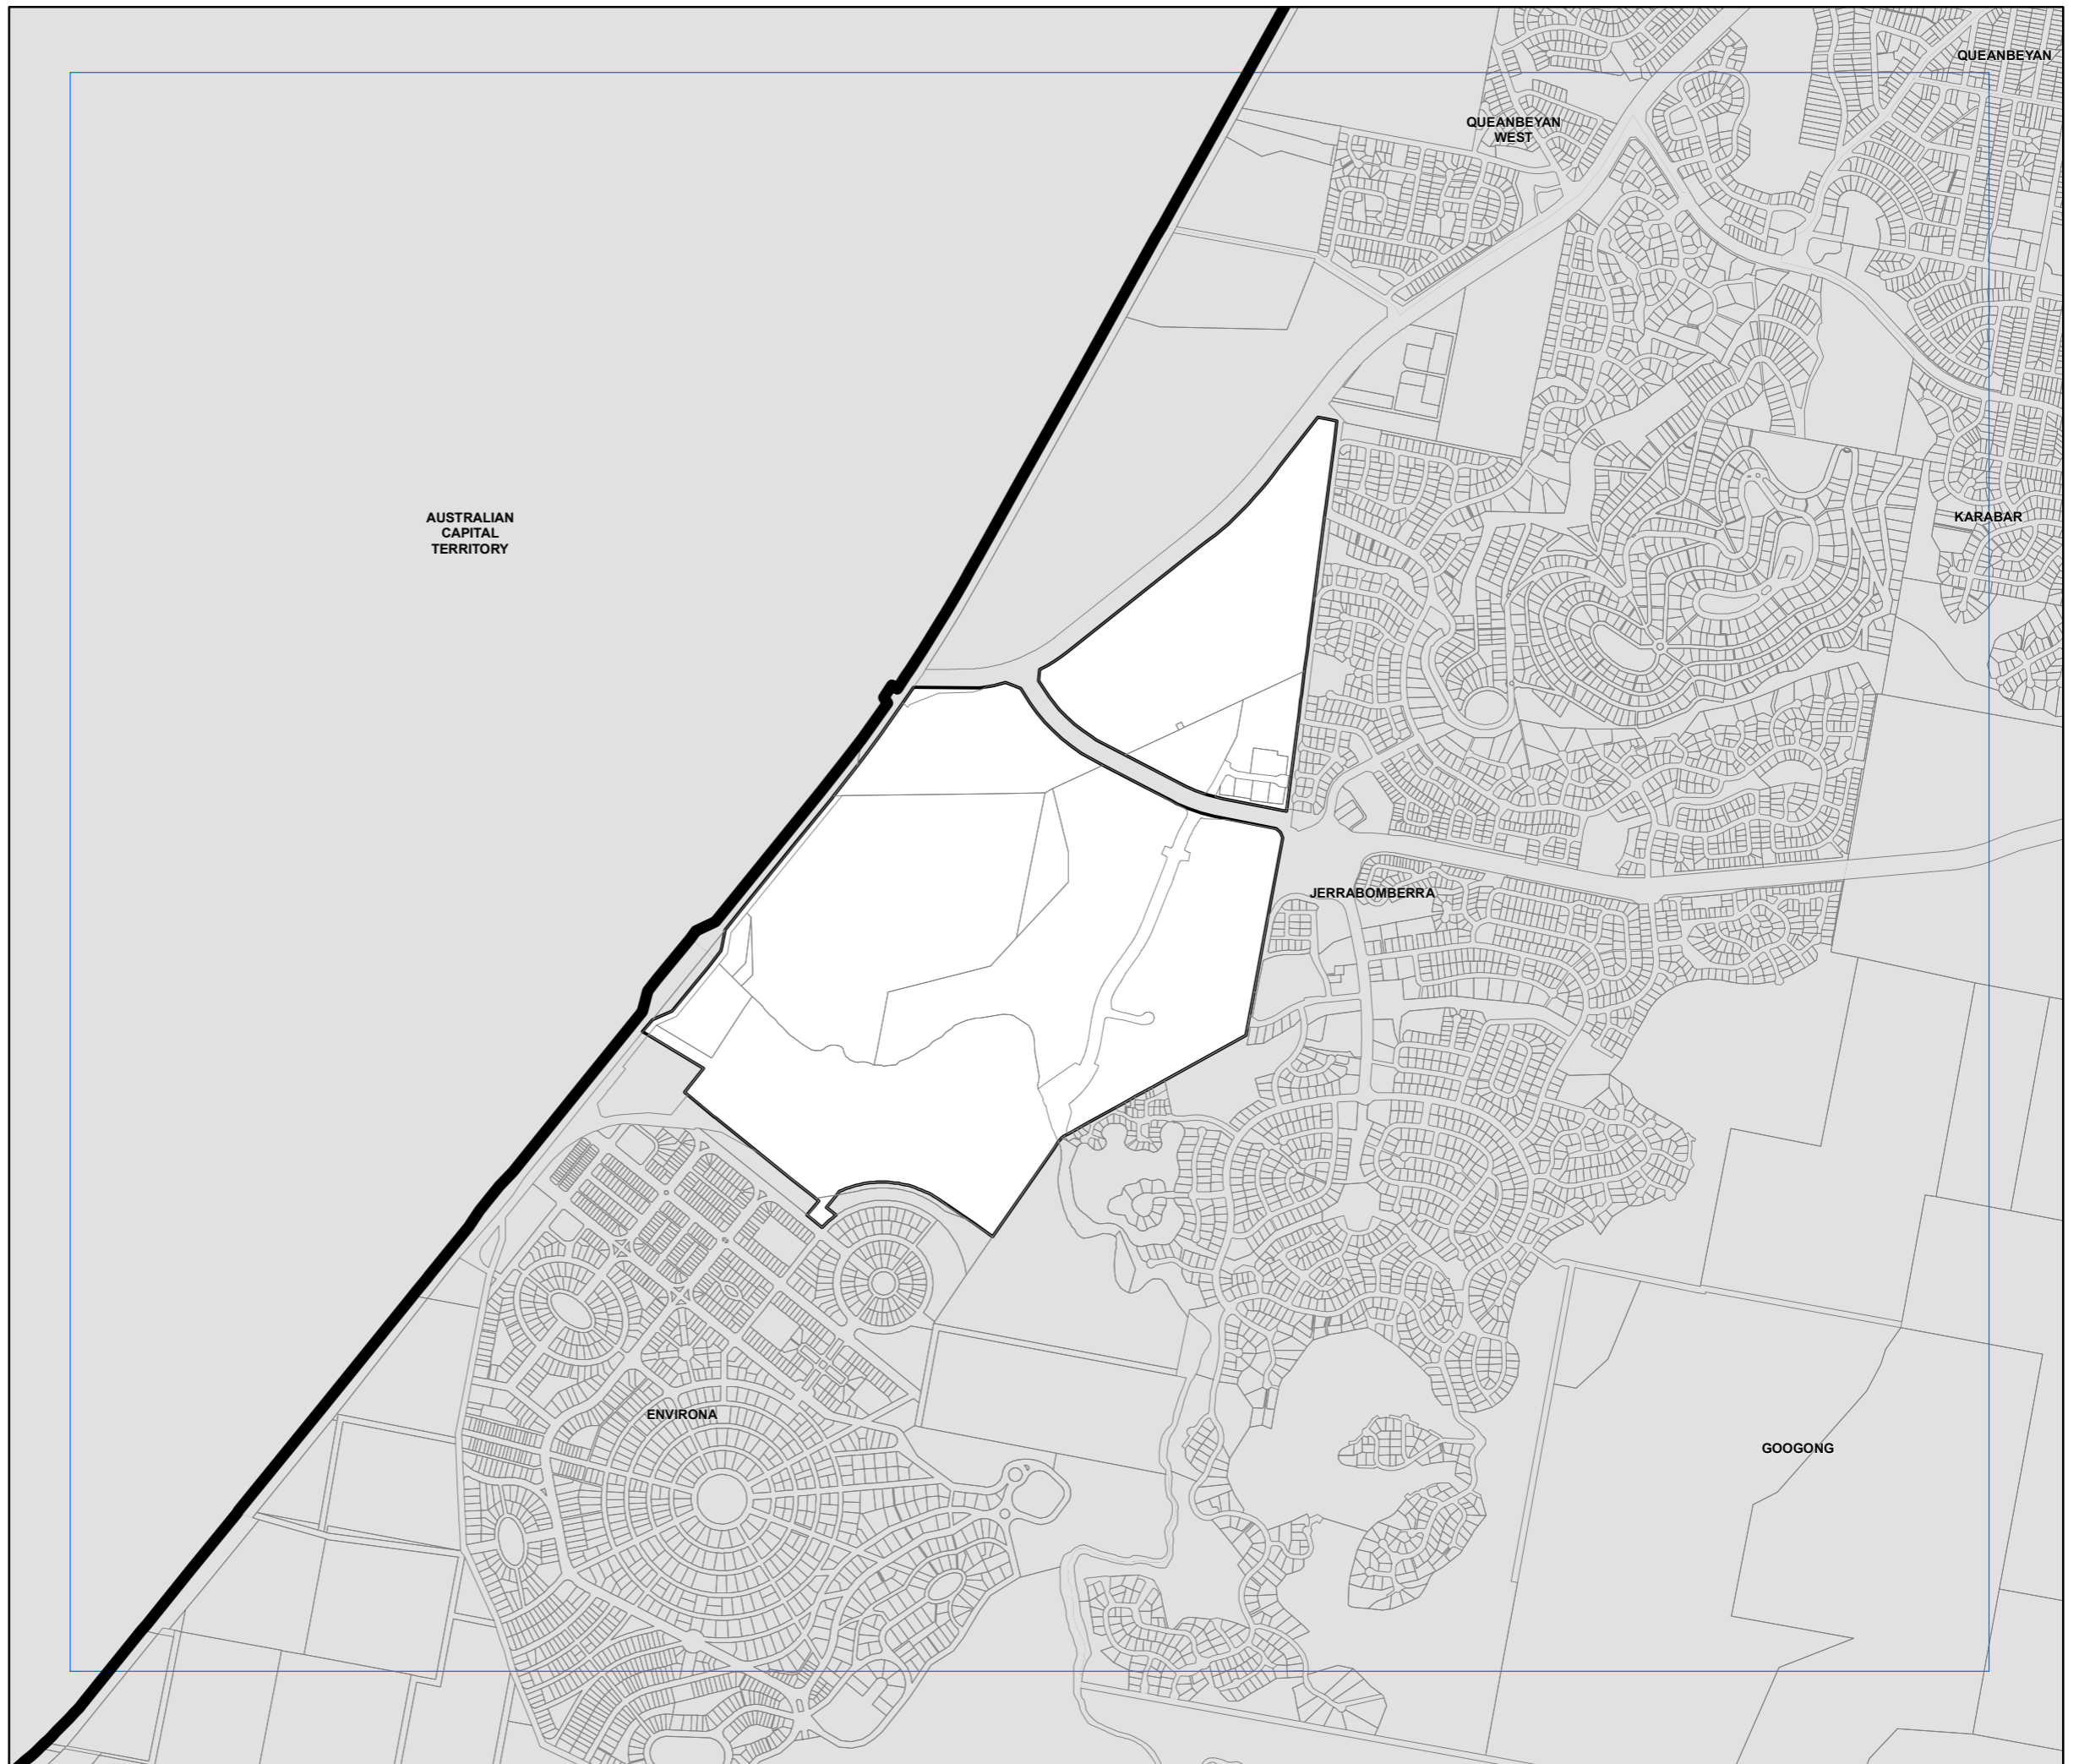 QUEANBEYAN
QUEANBEYAN
WEST
AUSTRALIAN
CAPITAL
TERRITORY
KARABAR
JERRABOMBERRA
ENVIRONA
GOOGONG